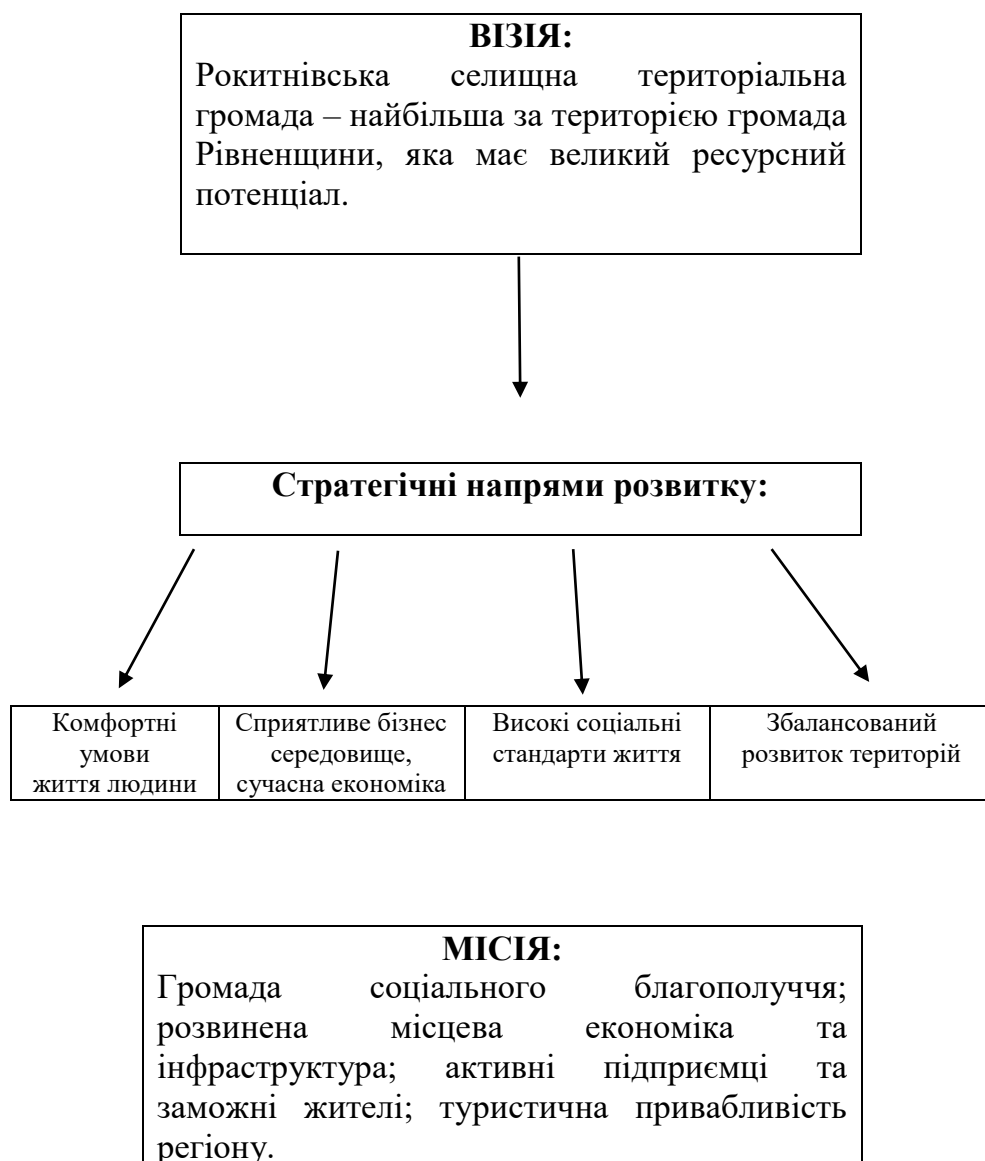 ВІЗІЯ:
Рокитнівська селищна територіальна
громада – найбільша за територією громада
Рівненщини, яка має великий ресурсний
потенціал.
Стратегічні напрями розвитку:
Комфортні
умови
життя людини
Сприятливе бізнес
середовище,
сучасна економіка
Високі соціальні
стандарти життя
Збалансований
розвиток територій
МІСІЯ:
Громада соціального благополуччя;
розвинена місцева економіка та
інфраструктура; активні підприємці та
заможні жителі; туристична привабливість
регіону.